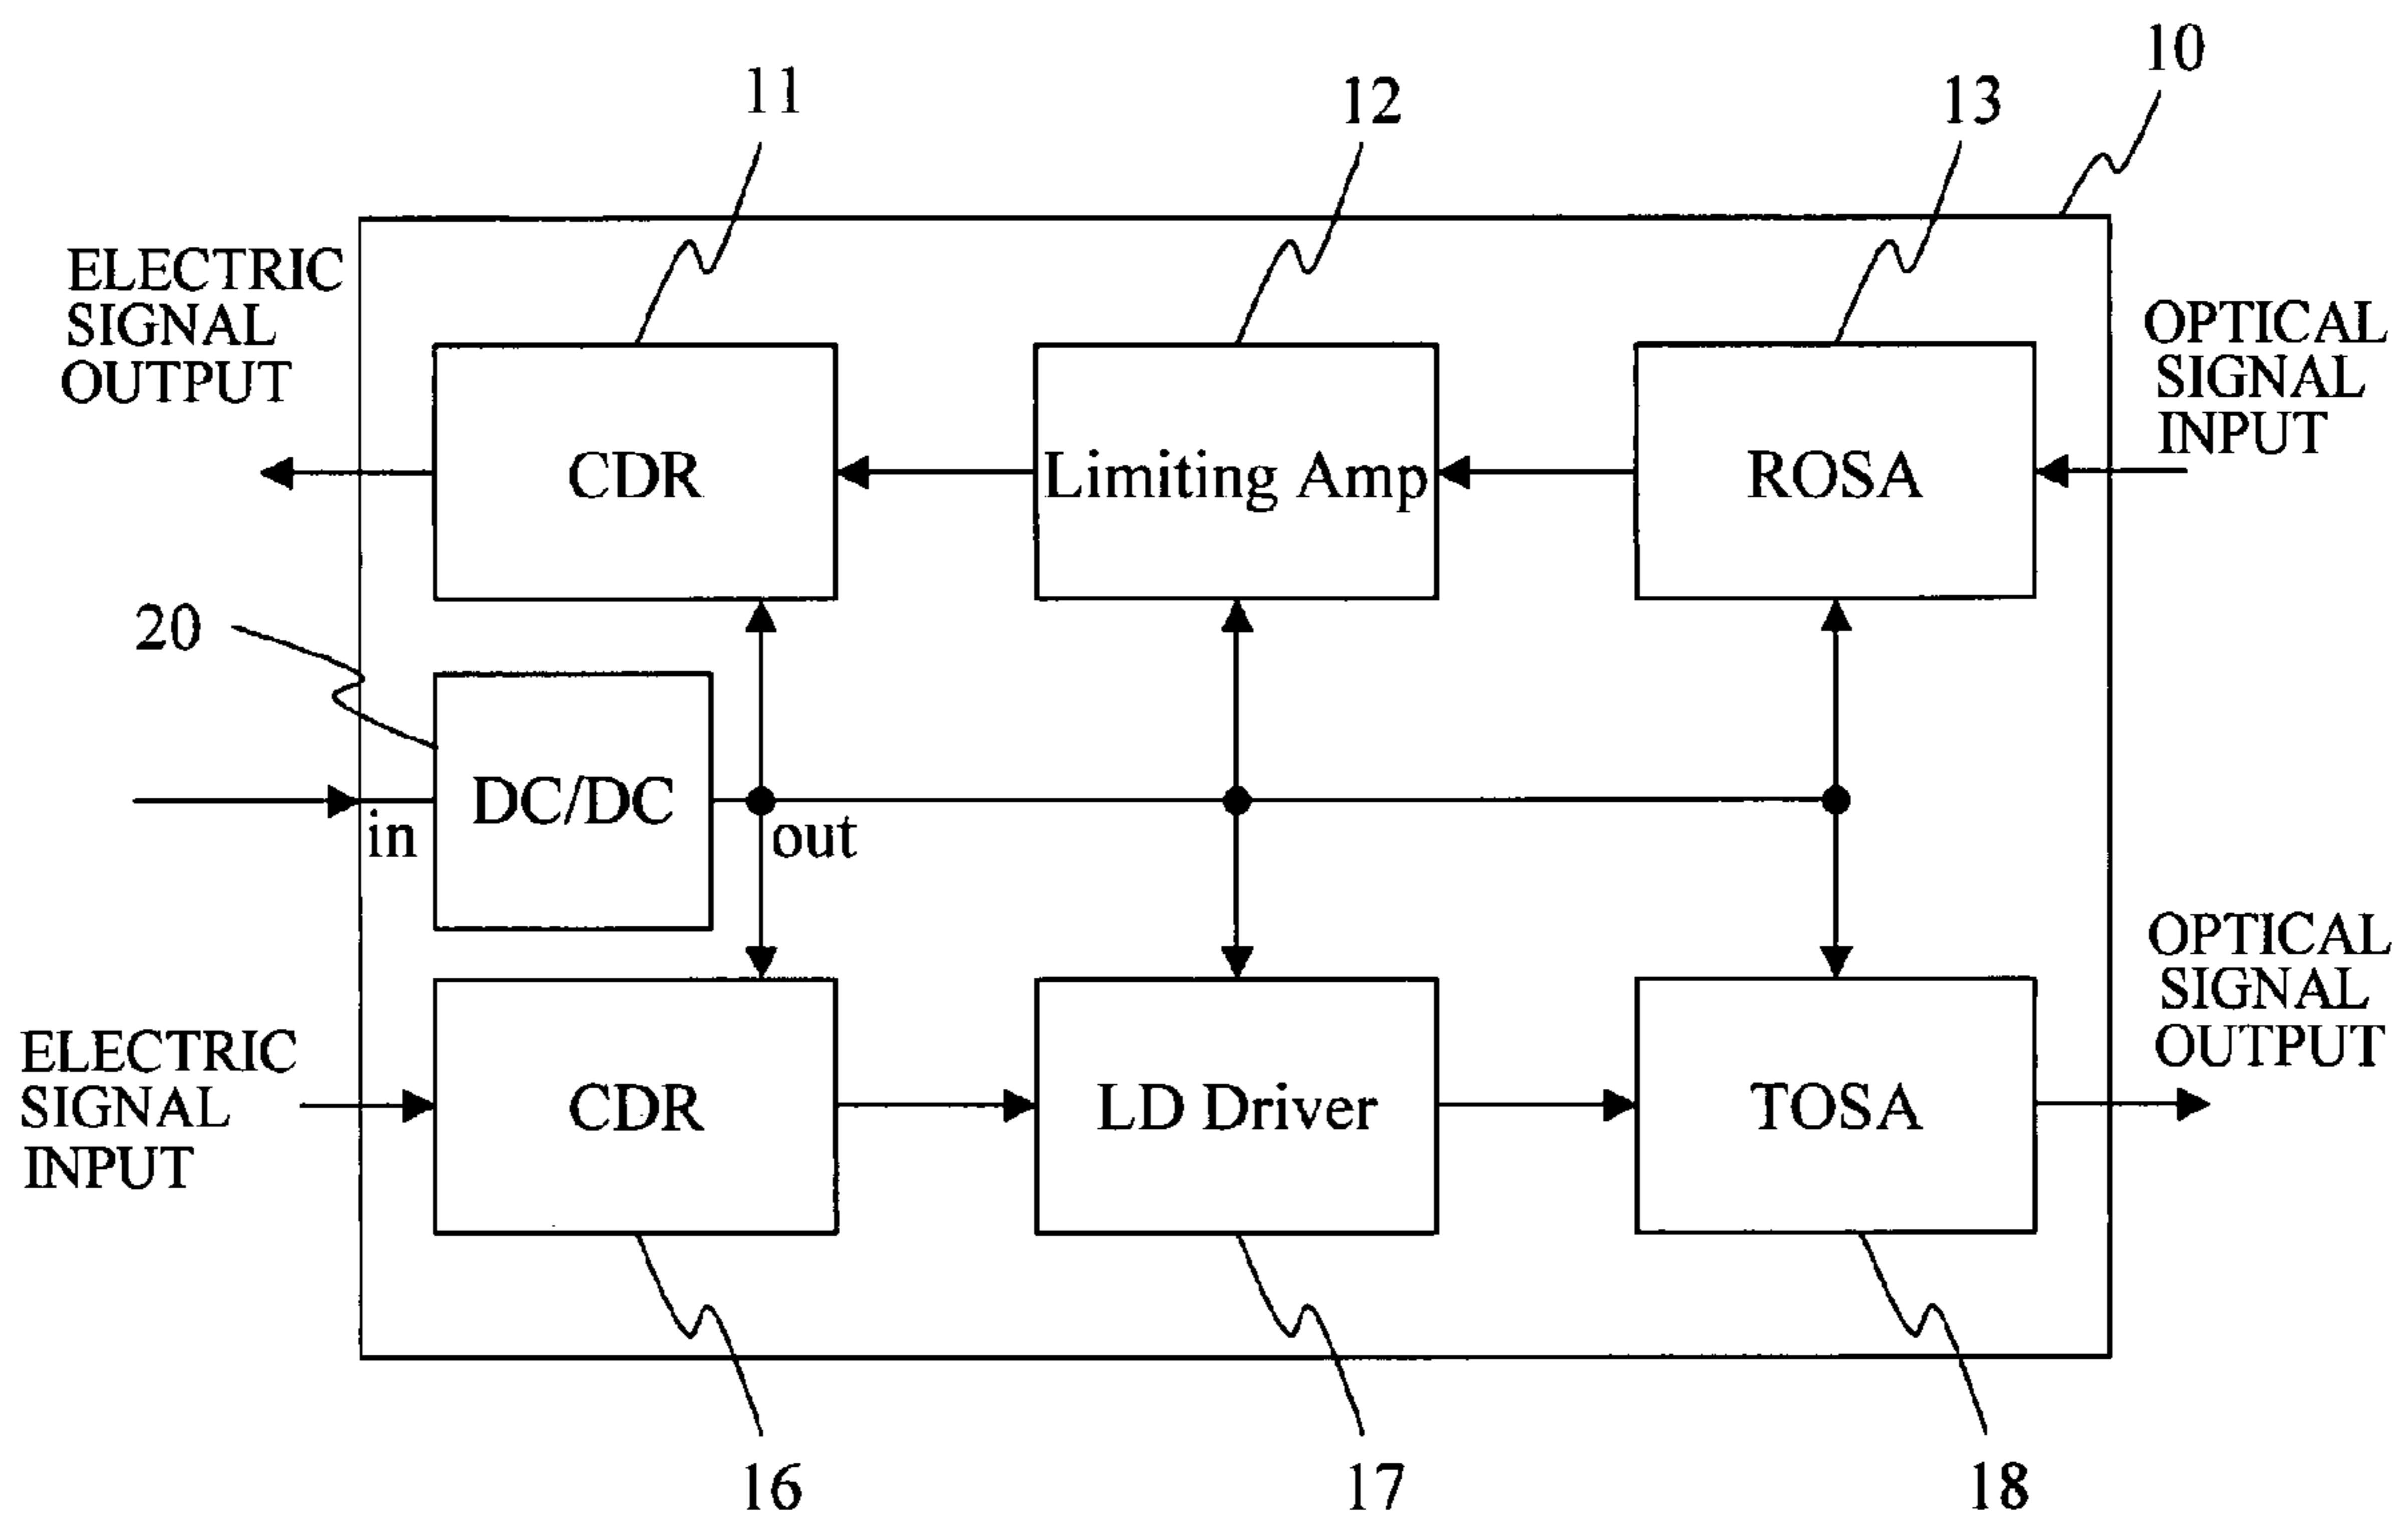 10
11
12
13
ELECTRIC
SIGNAL
OUTPUT
OPTICAL
SIGNAL
INPUT
CDR
Limiting Amp
ROSA
20
DC/DC
in
out
OPTICAL
SIGNAL
OUTPUT
ELECTRIC
SIGNAL
INPUT
CDR
LD Driver
TOSA
16
17
18